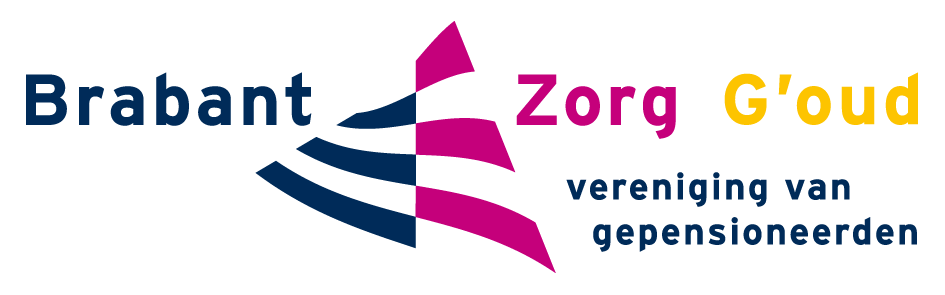 Brabant Zorg G'oud
vereniging van
gepensioneerden